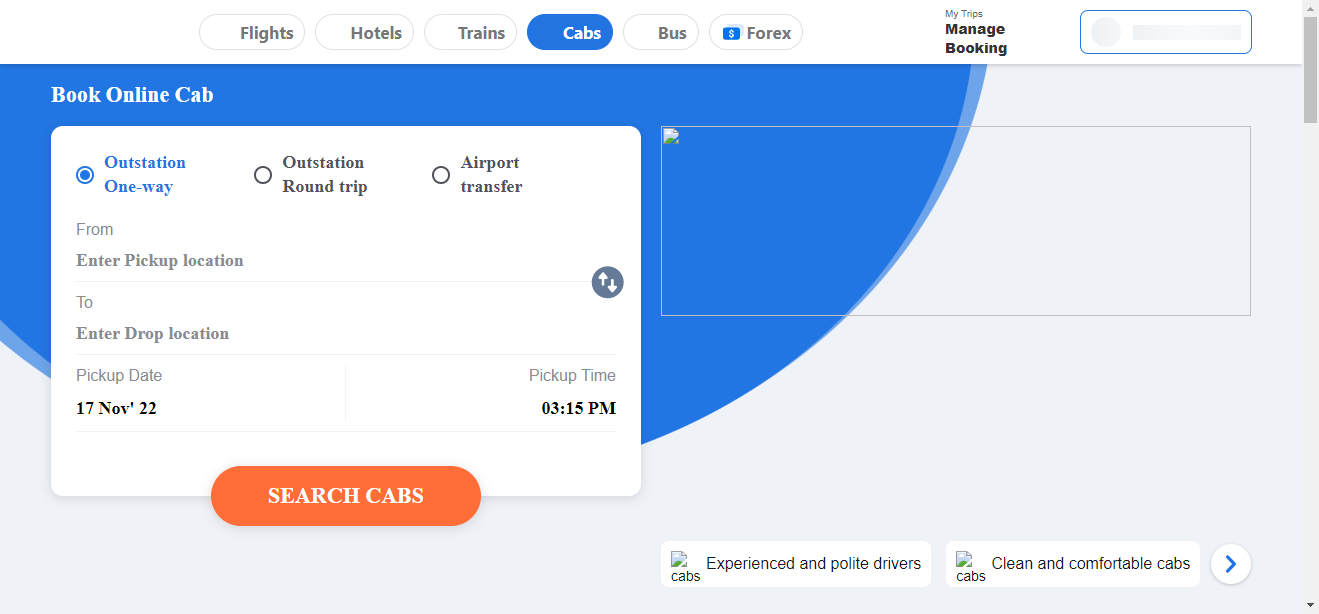 Flights
Hotels
Trains
Cabs
Bus
$ Forex
My Trips
Manage
Booking
Book Online Cab
Outstation
One-way
Outstation
Round trip
Airport
transfer
From
Enter Pickup location
To
Enter Drop location
Pickup Date
Pickup Time
17 Nov' 22
03:15 PM
SEARCH CABS
cabs Experienced and polite drivers
cabs Clean and comfortable cabs